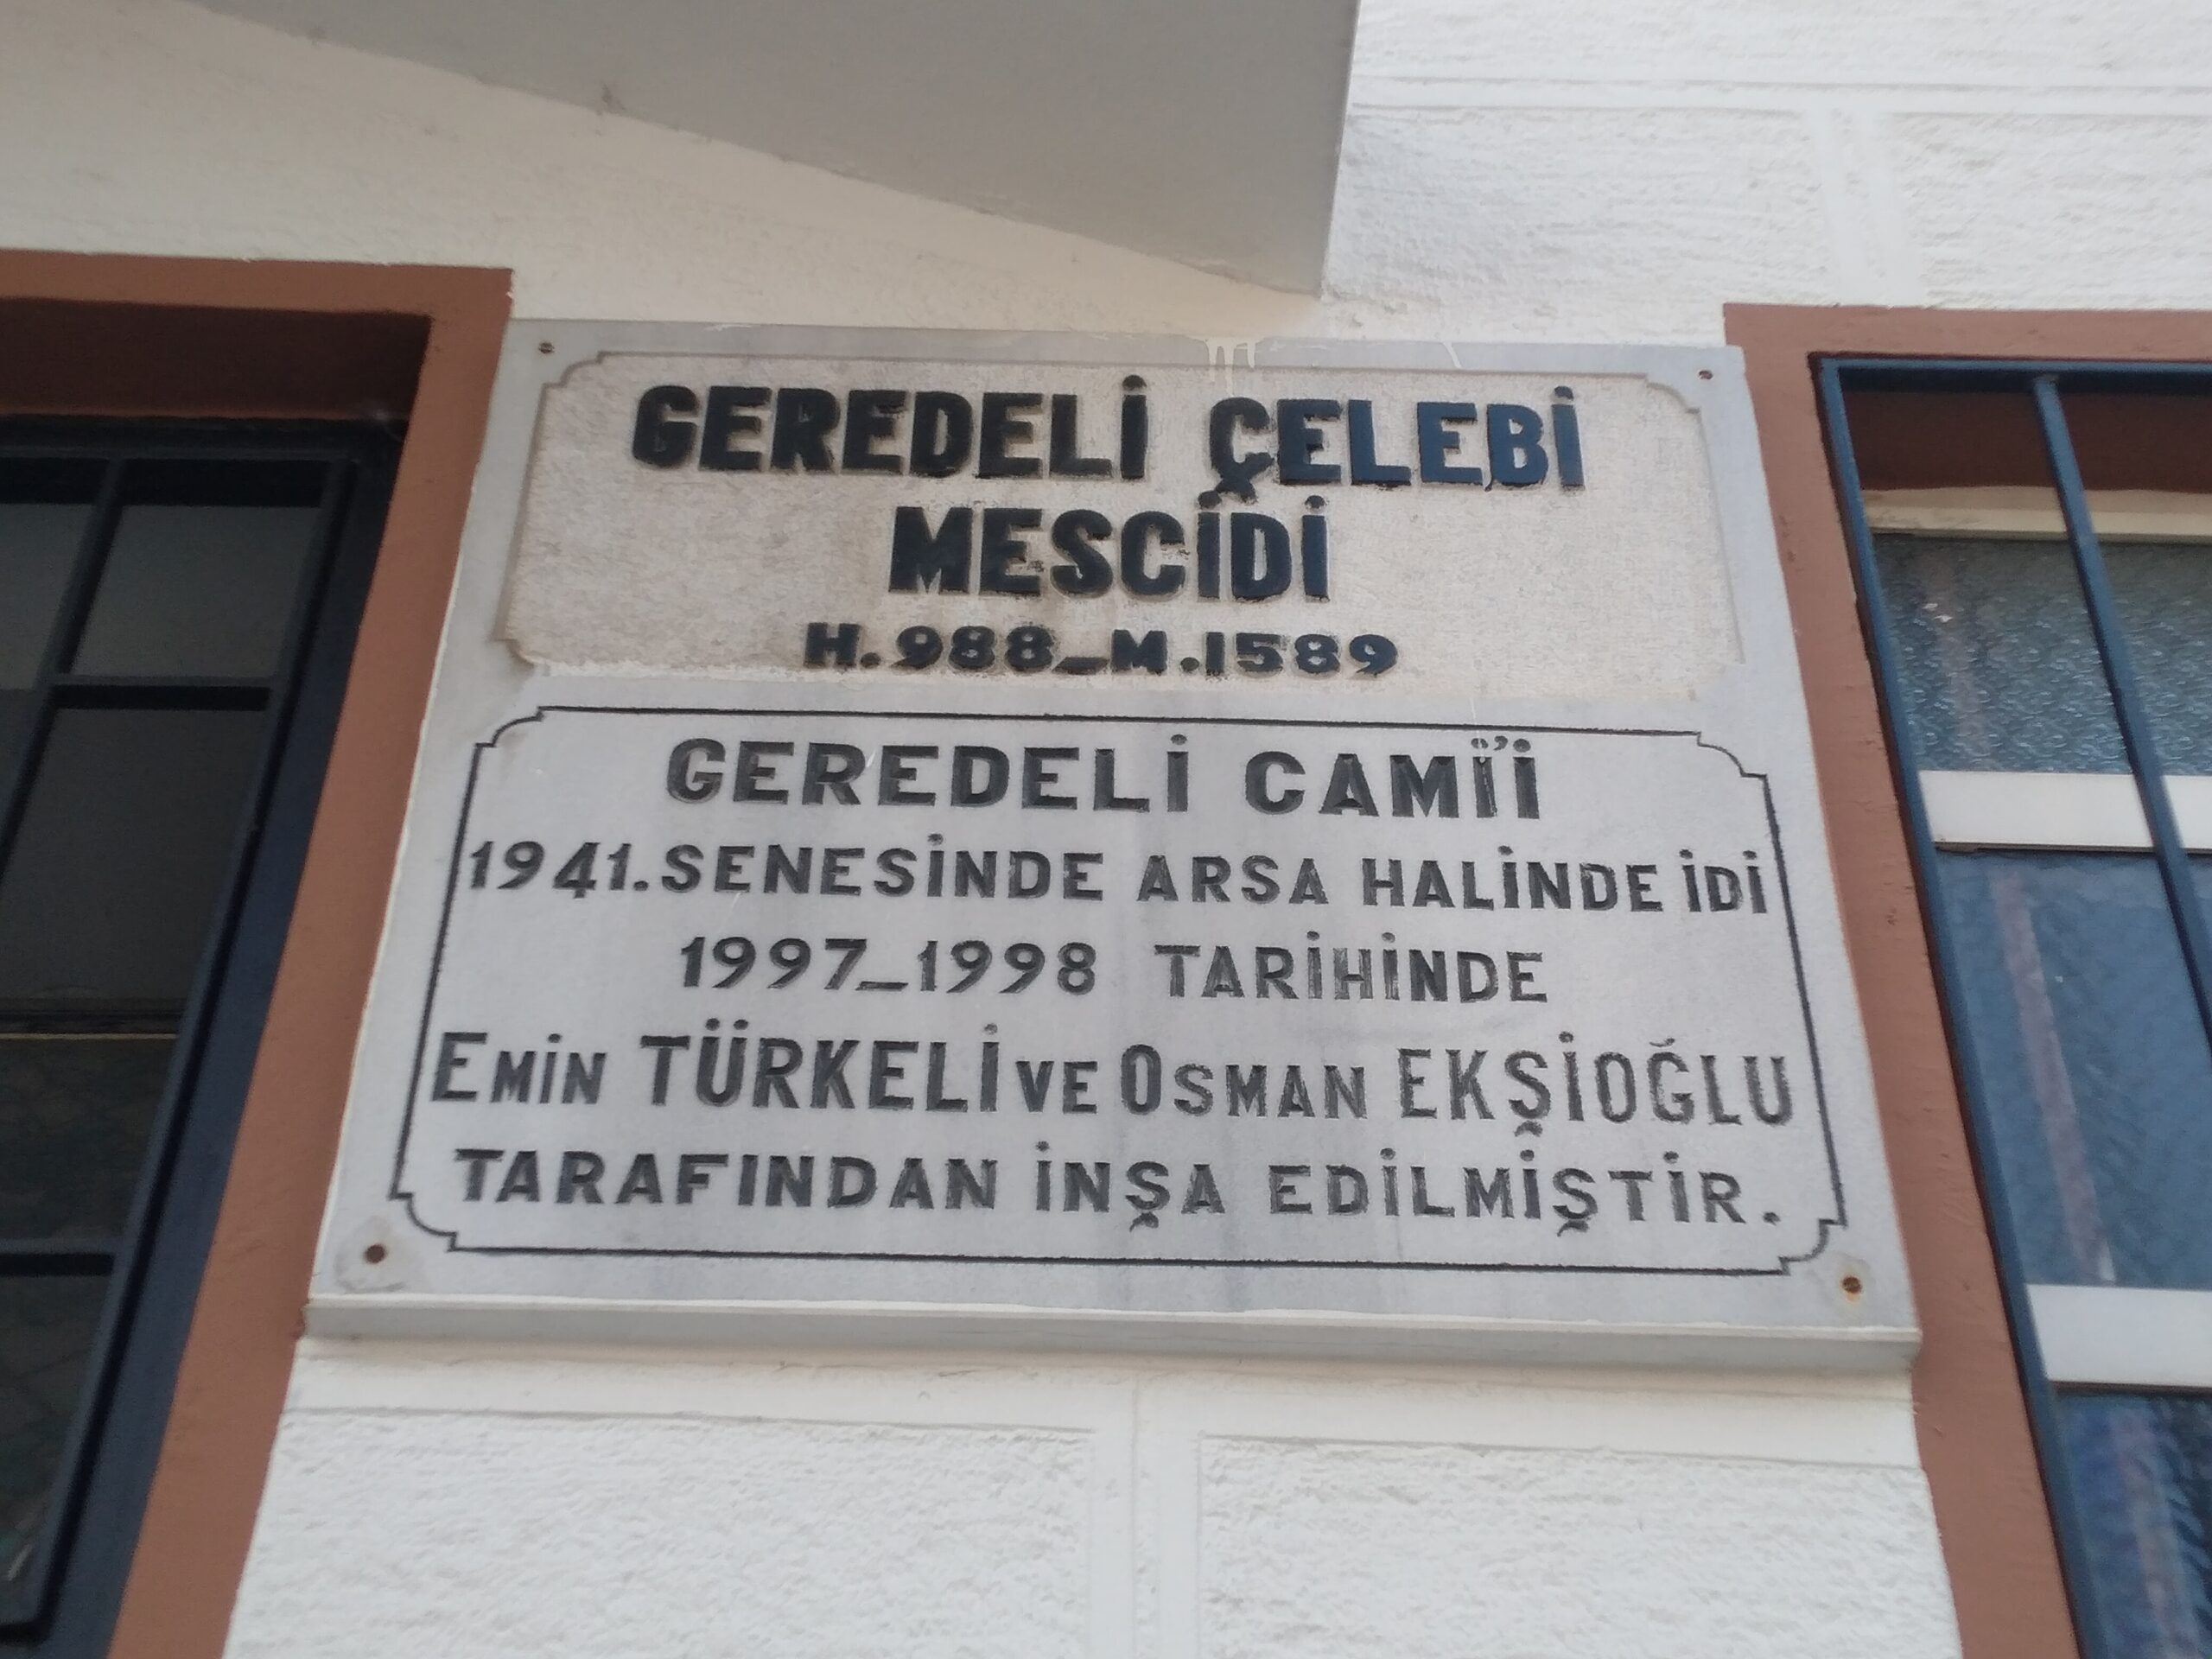 GEREDELİ ÇELEBİ
MESCİDİ
H.988_M.1589
GEREDELİ CAMİ'İ
1941.SENESİNDE ARSA HALİNDE İDİ
1997_1998 TARİHİNDE
EMİN TÜRKELİ VE OSMAN EKŞİOĞLU
TARAFINDAN İNŞA EDİLMİŞTİR.